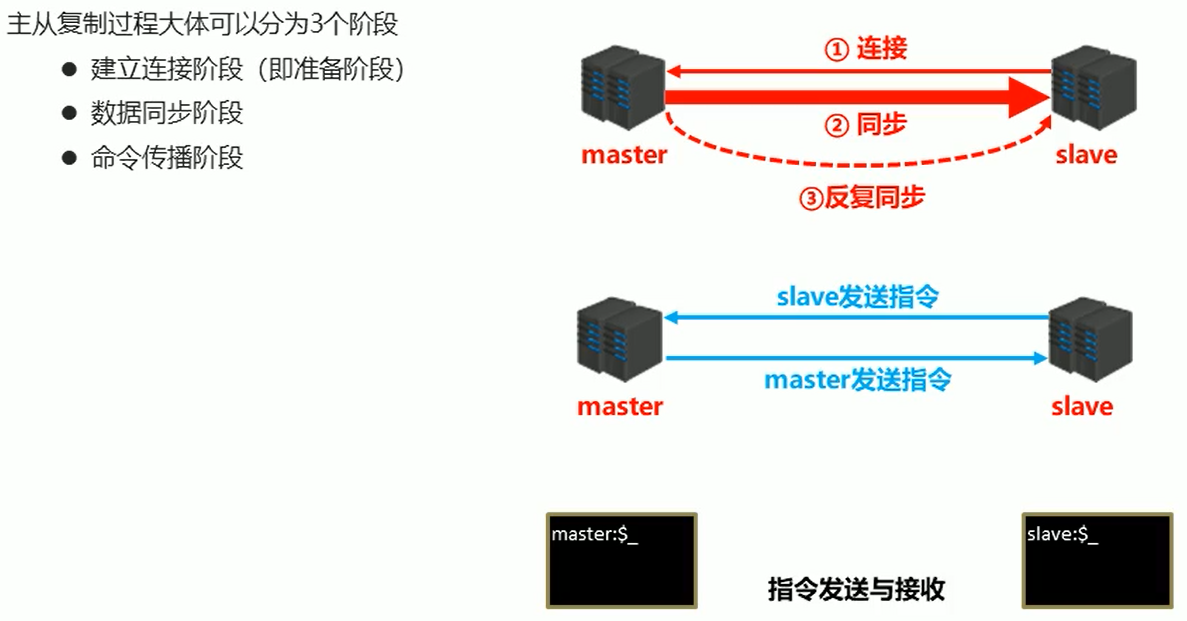 主从复制过程大体可以分为3个阶段
● 建立连接阶段（即准备阶段）
● 数据同步阶段
● 命令传播阶段
① 连接
② 同步
master
slave
③反复同步
slave发送指令
master发送指令
master
slave
master:$_
slave:$_
指令发送与接收